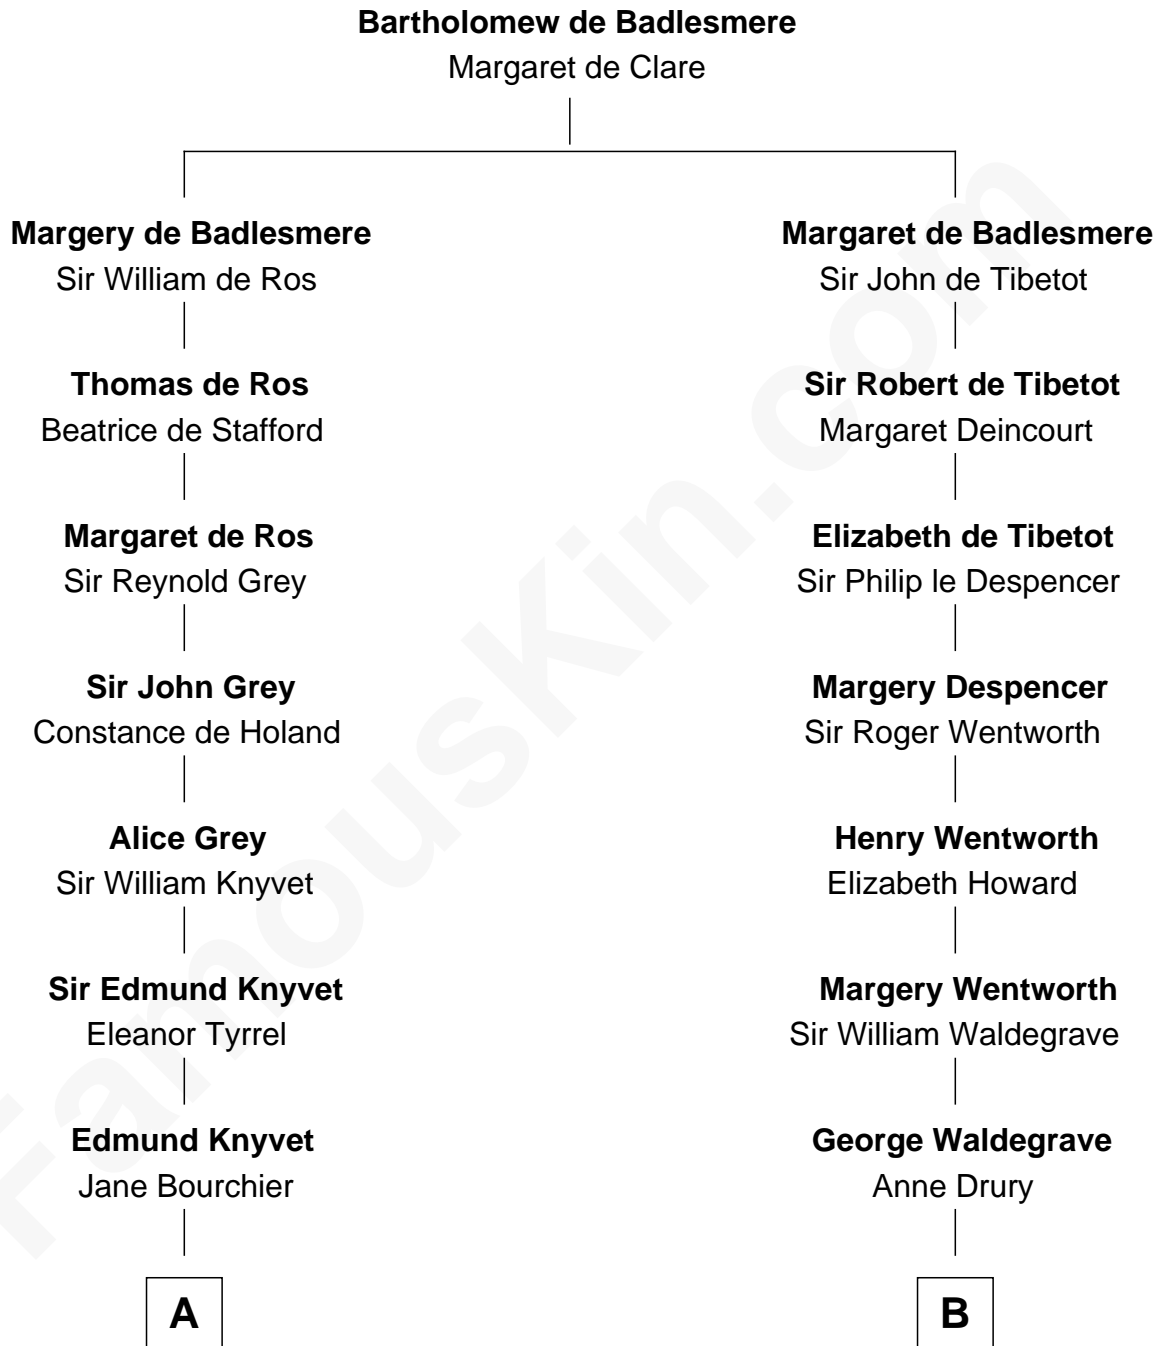 Bartholomew de Badlesmere
Margaret de Clare
Margery de Badlesmere
Sir William de Ros
Margaret de Badlesmere
Sir John de Tibetot
Thomas de Ros
Beatrice de Stafford
Sir Robert de Tibetot
Margaret Deincourt
Margaret de Ros
Sir Reynold Grey
Elizabeth de Tibetot
Sir Philip le Despencer
Sir John Grey
Constance de Holand
Margery Despencer
Sir Roger Wentworth
Alice Grey
Sir William Knyvet
Henry Wentworth
Elizabeth Howard
Sir Edmund Knyvet
Eleanor Tyrrel
Margery Wentworth
Sir William Waldegrave
Edmund Knyvet
Jane Bourchier
George Waldegrave
Anne Drury
A
B
FamousKin.com